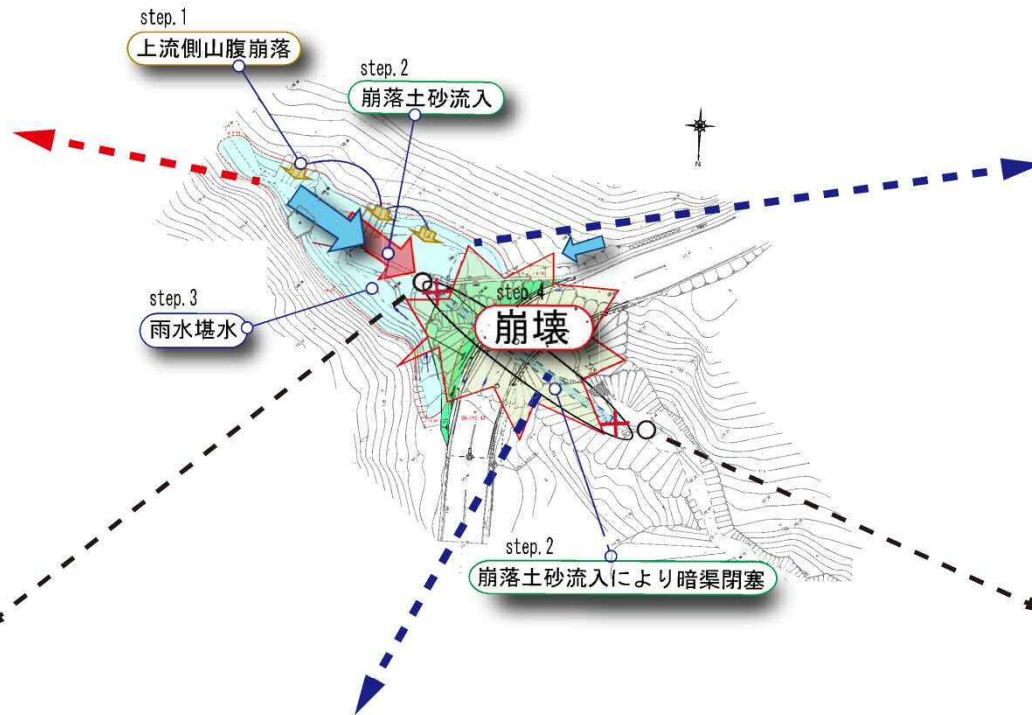 step.1
上流側山腹崩落
step.2
崩落土砂流入
N
step.3
雨水堪水
step.4
崩壊
step.2
崩落土砂流入により暗渠閉塞